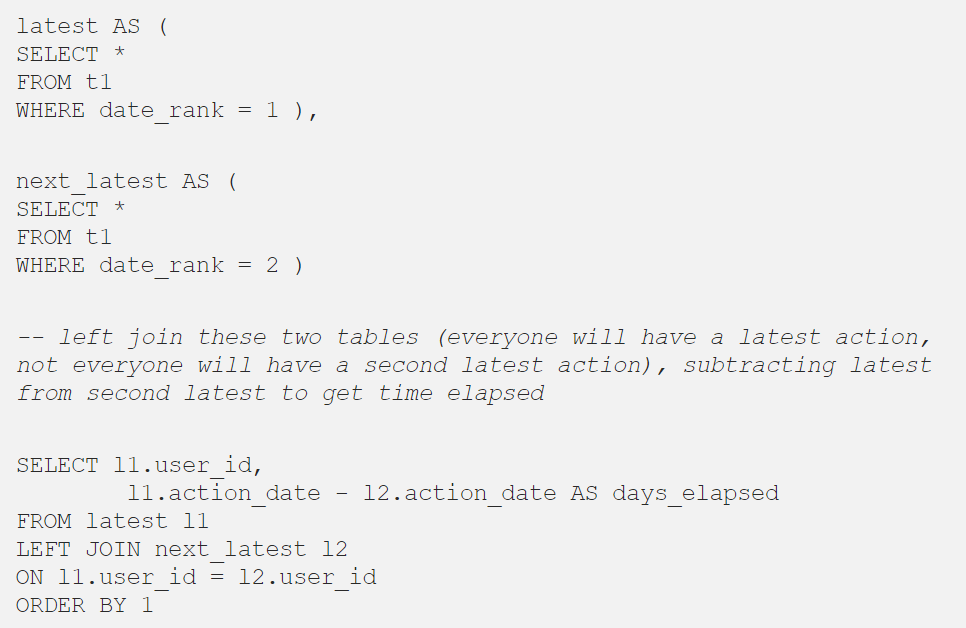 latest AS (
SELECT *
FROM t1
WHERE date_rank = 1 ),
next_latest AS (
SELECT *
FROM t1
WHERE date_rank = 2 )
-- left join these two tables (everyone will have a latest action,
not everyone will have a second latest action), subtracting latest
from second latest to get time elapsed
SELECT l1.user_id,
l1.action_date - l2.action_date AS days_elapsed
FROM latest l1
LEFT JOIN next_latest l2
ON l1.user_id = l2.user_id
ORDER BY 1